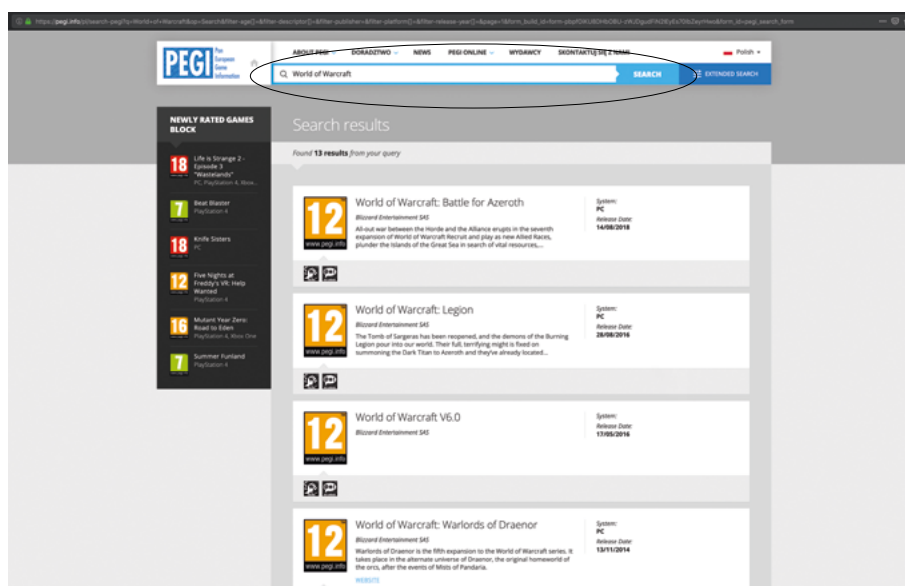 PEGI Pan European Game Information
ABOUT PEGI DORADZTWO NEWS PEGI ONLINE WYDAWCY SKONTAKTUJ SIĘ Z NAMI Polish
World of Warcraft SEARCH EXTENDED SEARCH
NEWLY RATED GAMES
BLOCK
18 Life is Strange 2 -
Episode 3
"Wastelands"
PC, PlayStation 4, Xbox...
7 Beat Blaster
PlayStation 4
18 Knife Sisters
PC
12 Five Nights at
Freddy's VR: Help
Wanted
PlayStation 4
16 Mutant Year Zero:
Road to Eden
PlayStation 4, Xbox One
7 Summer Funland
PlayStation 4
Search results
Found 13 results from your query
12
www.pegi.info
World of Warcraft: Battle for Azeroth
Blizzard Entertainment SAS
All-out war between the Horde and the Alliance erupts in the seventh
expansion of World of Warcraft Recruit and play as new Allied Races,
plunder the Islands of the Great Sea in search of vital resources,...
System:
PC
Release Date:
14/08/2018
12
www.pegi.info
World of Warcraft: Legion
Blizzard Entertainment SAS
The Tomb of Sargeras has been reopened, and the demons of the Burning
Legion pour into our world. Their full, terrifying might is fixed on
summoning the Dark Titan to Azeroth and they've already located...
System:
PC
Release Date:
28/08/2016
12
www.pegi.info
World of Warcraft V6.0
Blizzard Entertainment SAS
System:
Release Date:
17/05/2016
12
www.pegi.info
World of Warcraft: Warlords of Draenor
Blizzard Entertainment SAS
Warlords of Draenor is the fifth expansion to the World of Warcraft series. It
takes place in the alternate universe of Draenor, the original homeworld of
the orcs, after the events of Mists of Pandaria.
WEBSITE
System:
PC
Release Date:
13/11/2014